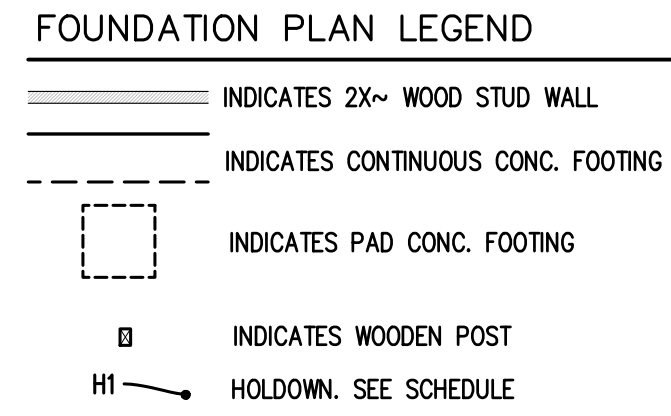 FOUNDATION PLAN LEGEND
INDICATES 2X~ WOOD STUD WALL
INDICATES CONTINUOUS CONC. FOOTING
INDICATES PAD CONC. FOOTING
INDICATES WOODEN POST
H1 HOLDOWN. SEE SCHEDULE